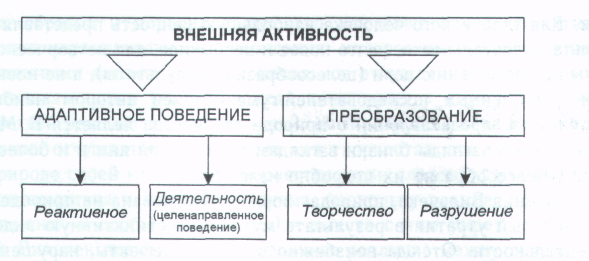 ВНЕШНЯЯ АКТИВНОСТЬ
АДАПТИВНОЕ ПОВЕДЕНИЕ
ПРЕОБРАЗОВАНИЕ
Реактивное
Деятельность
(целенаправленное
поведение)
Творчество
Разрушение